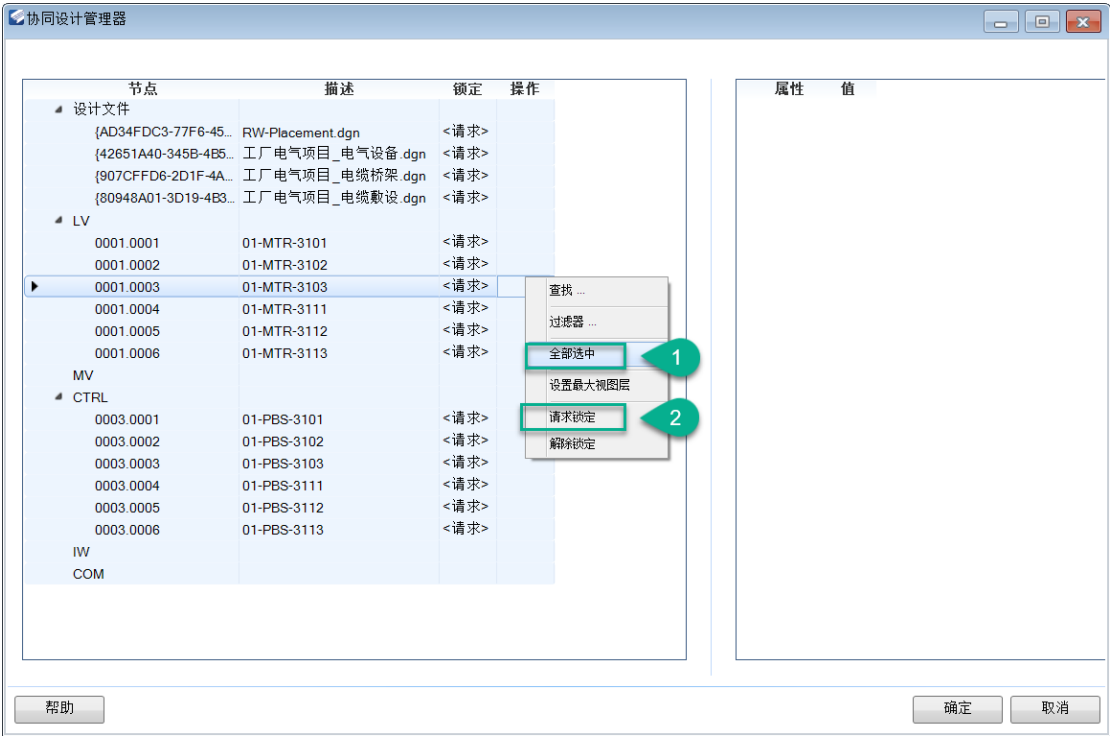 协同设计管理器
节点 描述 锁定 操作 属性 值
设计文件
{AD34FDC3-77F6-45... RW-Placement.dgn <请求>
{42651A40-345B-4B5... 工厂电气项目_电气设备.dgn <请求>
{907CFFD6-2D1F-4A... 工厂电气项目_电缆桥架.dgn <请求>
{80948A01-3D19-4B3... 工厂电气项目_电缆敷设.dgn <请求>
LV
0001.0001 01-MTR-3101 <请求>
0001.0002 01-MTR-3102 <请求>
0001.0003 01-MTR-3103 <请求>
0001.0004 01-MTR-3111 <请求>
0001.0005 01-MTR-3112 <请求>
0001.0006 01-MTR-3113 <请求>
MV
CTRL
0003.0001 01-PBS-3101 <请求>
0003.0002 01-PBS-3102 <请求>
0003.0003 01-PBS-3103 <请求>
0003.0004 01-PBS-3111 <请求>
0003.0005 01-PBS-3112 <请求>
0003.0006 01-PBS-3113 <请求>
IW
COM
查找 ...
过滤器 ...
全部选中 1
设置最大视图层
请求锁定 2
解除锁定
帮助 确定 取消